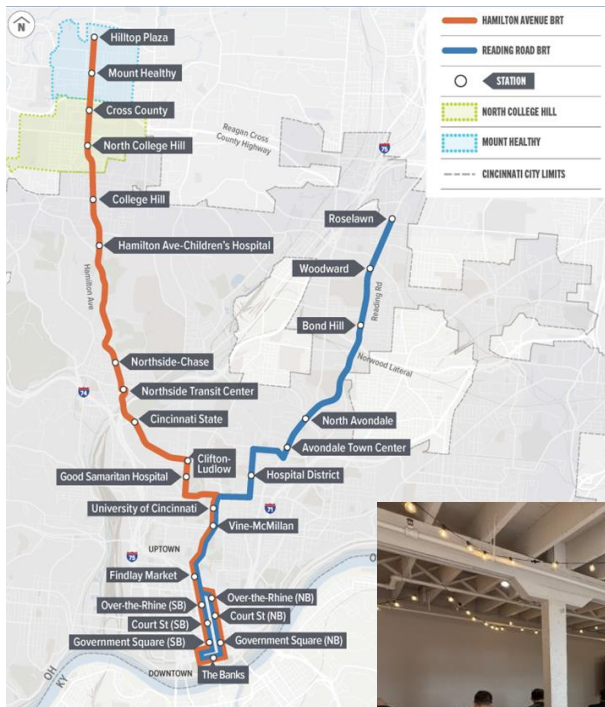 N
HAMILTON AVENUE BRT
READING ROAD BRT
STATION
NORTH COLLEGE HILL
MOUNT HEALTHY
CINCINNATI CITY LIMITS
Hilltop Plaza
Mount Healthy
Cross County
Reagan Cross
County Highway
North College Hill
75
College Hill
Roselawn
Hamilton Ave-Children's Hospital
Woodward
Hamilton Ave
Reading Rd
Bond Hill
Norwood Lateral
Northside-Chase
74
Northside Transit Center
Cincinnati State
North Avondale
Avondale Town Center
Clifton-
Ludlow
Good Samaritan Hospital
Hospital District
University of Cincinnati
71
Vine-McMillan
UPTOWN
75
Findlay Market
Over-the-Rhine (SB)
Over-the-Rhine (NB)
Court St (SB)
Court St (NB)
Government Square (SB)
Government Square (NB)
The Banks
DOWNTOWN
OH
KY